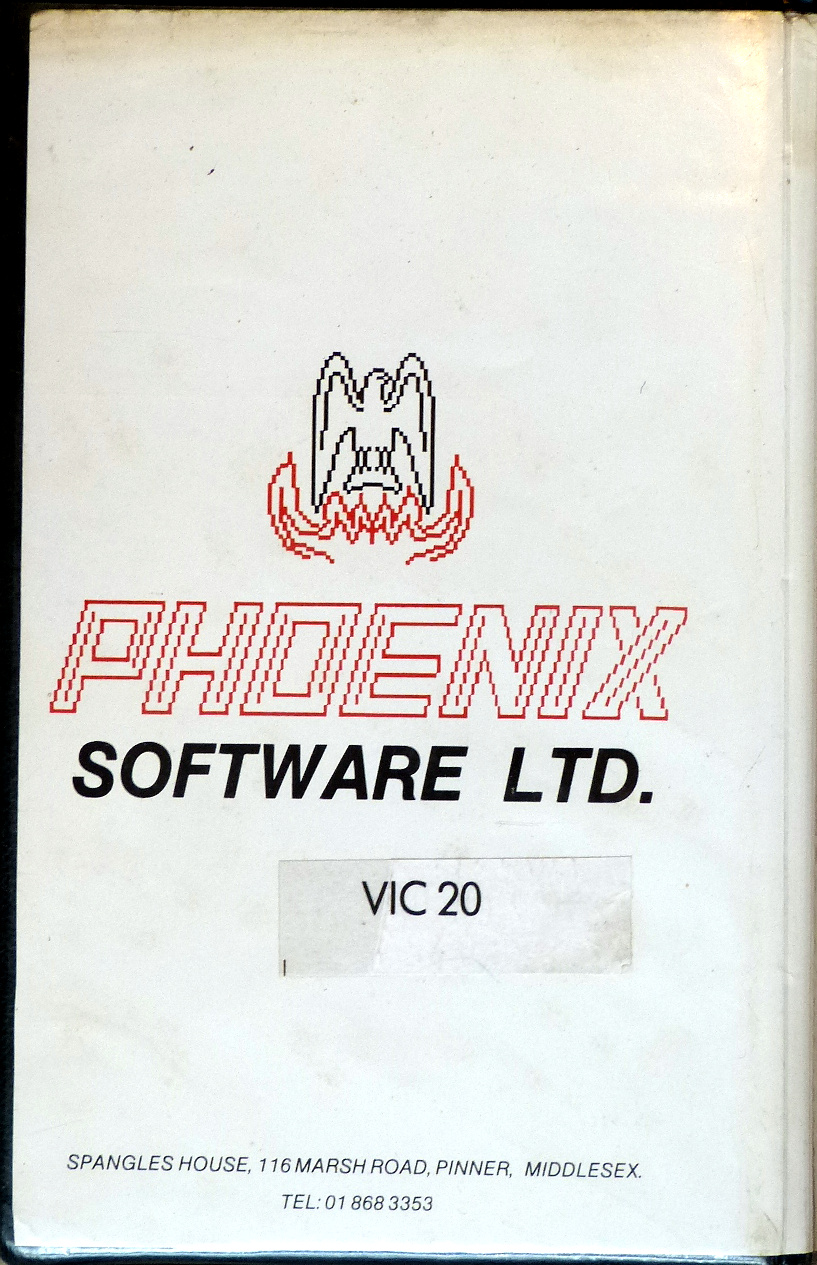 PHOENIX
SOFTWARE LTD.
VIC 20
SPANGLES HOUSE, 116 MARSH ROAD, PINNER, MIDDLESEX.
TEL: 01 868 3353